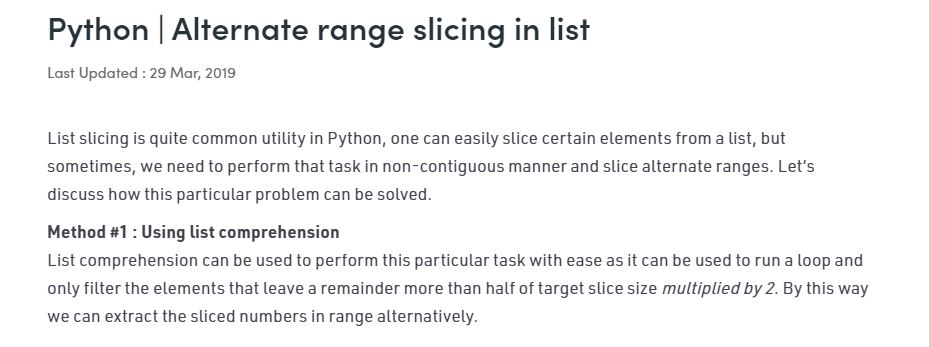 Python | Alternate range slicing in list
Last Updated : 29 Mar, 2019
List slicing is quite common utility in Python, one can easily slice certain elements from a list, but
sometimes, we need to perform that task in non-contiguous manner and slice alternate ranges. Let’s
discuss how this particular problem can be solved.
Method #1 : Using list comprehension
List comprehension can be used to perform this particular task with ease as it can be used to run a loop and
only filter the elements that leave a remainder more than half of target slice size multiplied by 2. By this way
we can extract the sliced numbers in range alternatively.